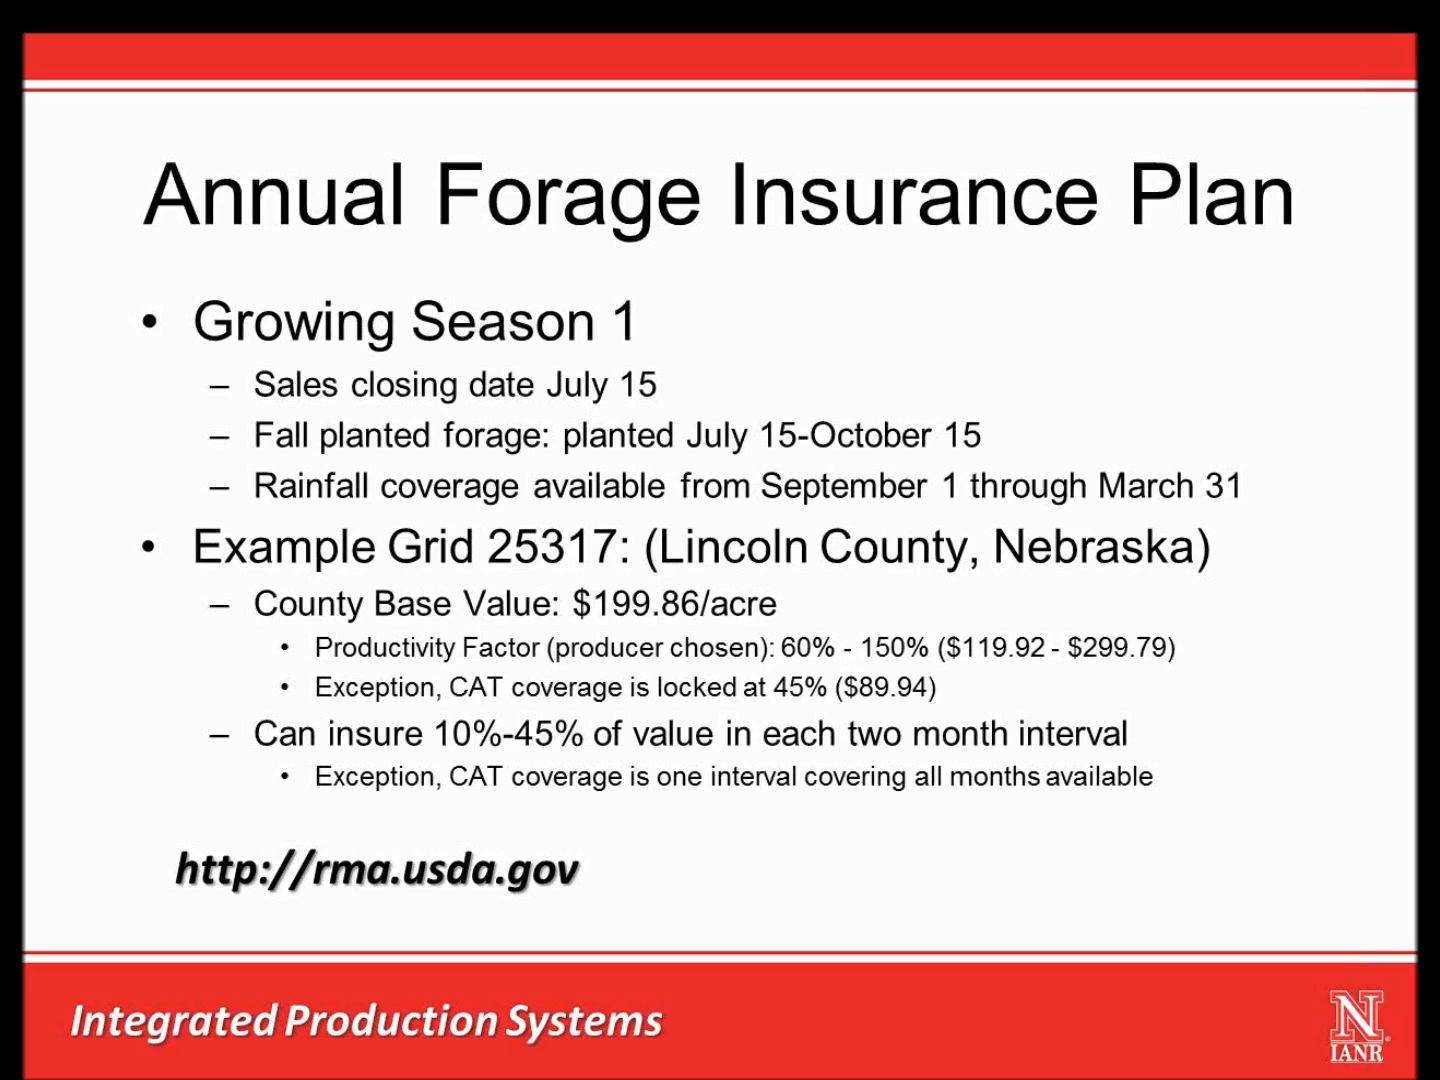 Annual Forage Insurance Plan
• Growing Season 1
– Sales closing date July 15
– Fall planted forage: planted July 15-October 15
– Rainfall coverage available from September 1 through March 31
• Example Grid 25317: (Lincoln County, Nebraska)
– County Base Value: $199.86/acre
• Productivity Factor (producer chosen): 60% - 150% ($119.92 - $299.79)
• Exception, CAT coverage is locked at 45% ($89.94)
– Can insure 10%-45% of value in each two month interval
• Exception, CAT coverage is one interval covering all months available
http://rma.usda.gov
Integrated Production Systems
N
IANR